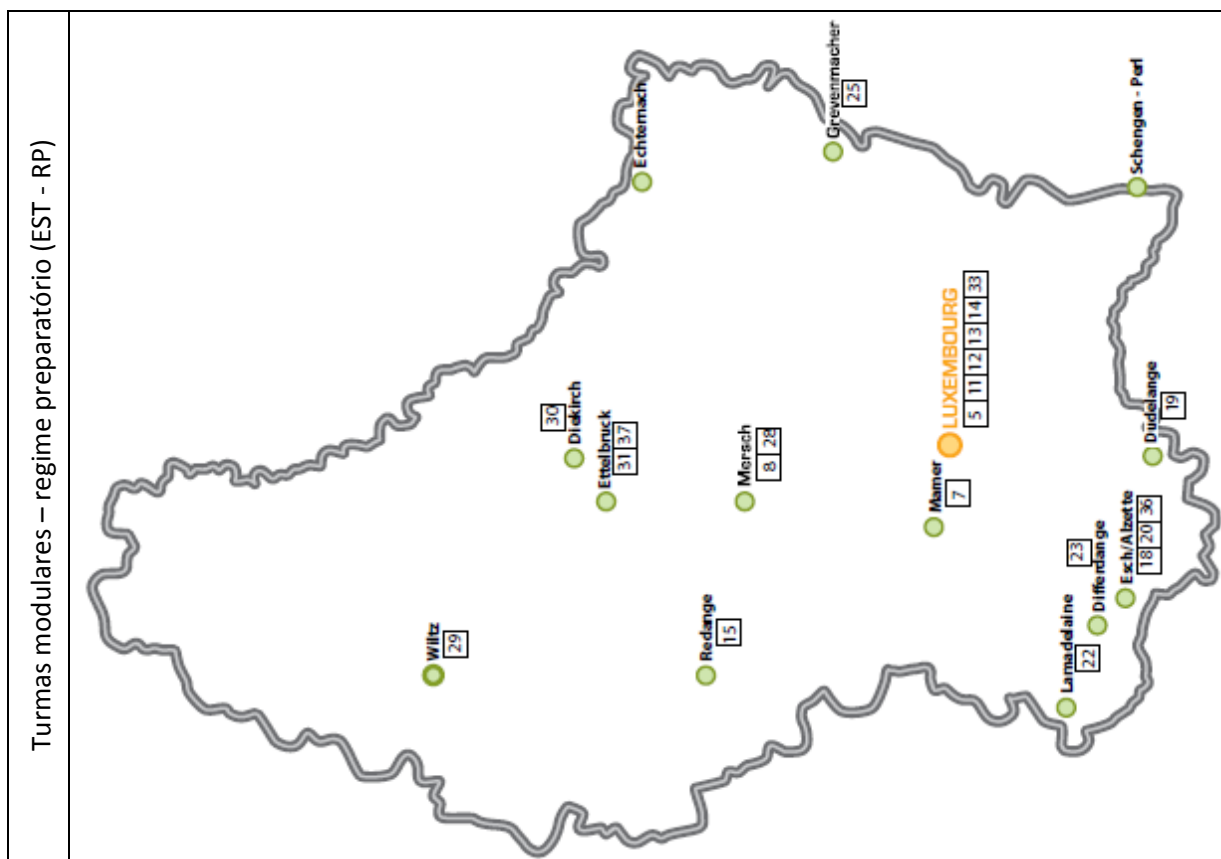 Turmas modulares – regime preparatório (EST - RP)
Wiltz
29
30
Diekirch
Ettelbruck
31 37
Echternach
Redange
15
Mersch
8 28
Grevenmacher
25
Mamer
7
LUXEMBOURG
5 11 12 13 14 33
Lamadelaine
22
23
Differdange
Esch/Alzette
18 20 36
Dudelange
19
Schengen - Perl